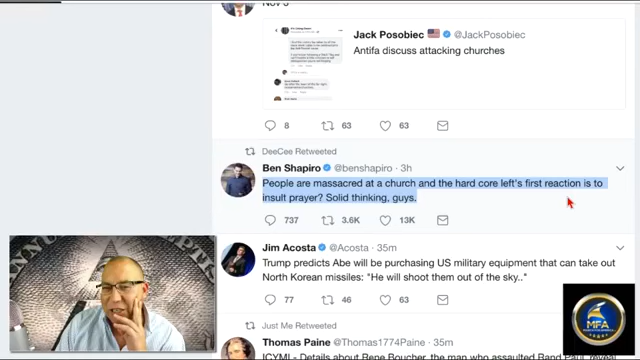 Nov 5
Jack Posobiec @JackPosobiec
Antifa discuss attacking churches
8 63 63
DeeCee Retweeted
Ben Shapiro @benshapiro · 3h
People are massacred at a church and the hard core left's first reaction is to
insult prayer? Solid thinking, guys.
737 3.6K 13K
Jim Acosta @Acosta · 35m
Trump predicts Abe will be purchasing US military equipment that can take out
North Korean missiles: "He will shoot them out of the sky.."
77 46 63
Just Me Retweeted
Thomas Paine @Thomas1774Paine · 35m
ICYMI - Details about Rene Boucher, the man who assaulted Rand Paul, reveal
MFA